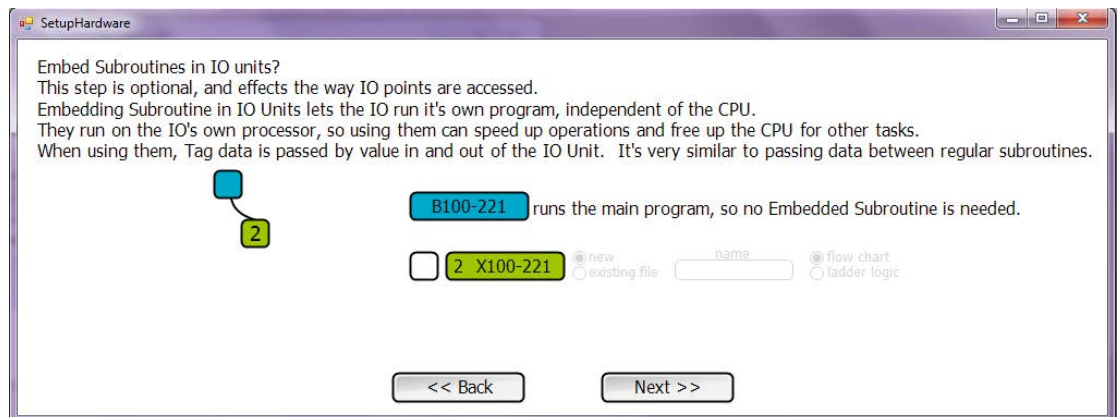 SetupHardware
Embed Subroutines in IO units?
This step is optional, and effects the way IO points are accessed.
Embedding Subroutine in IO Units lets the IO run it's own program, independent of the CPU.
They run on the IO's own processor, so using them can speed up operations and free up the CPU for other tasks.
When using them, Tag data is passed by value in and out of the IO Unit. It's very similar to passing data between regular subroutines.
2
B100-221 runs the main program, so no Embedded Subroutine is needed.
2 X100-221
new
existing file
name
flow chart
ladder logic
<< Back
Next >>